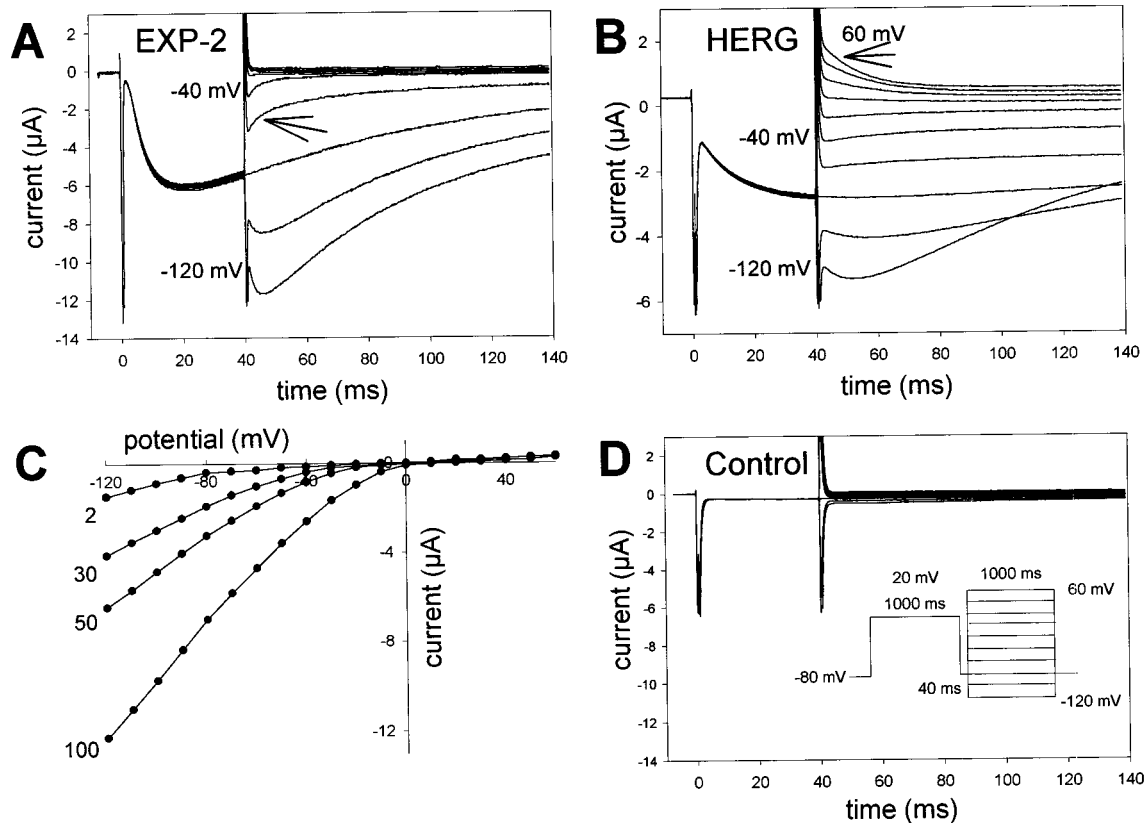 A
EXP-2
2
0
-2
-4
-6
-8
-10
-12
-14
-40 mV
-120 mV
current (µA)
0 20 40 60 80 100 120 140
time (ms)
B
HERG
60 mV
2
0
-2
-4
-6
-40 mV
-120 mV
current (µA)
0 20 40 60 80 100 120 140
time (ms)
C
potential (mV)
-120 -80 40
2
30
50
100
-4
-8
-12
current (µA)
D
Control
2
0
-2
-4
-6
-8
-10
-12
-14
current (µA)
20 mV
1000 ms
1000 ms
60 mV
-80 mV
40 ms
-120 mV
0 20 40 60 80 100 120 140
time (ms)